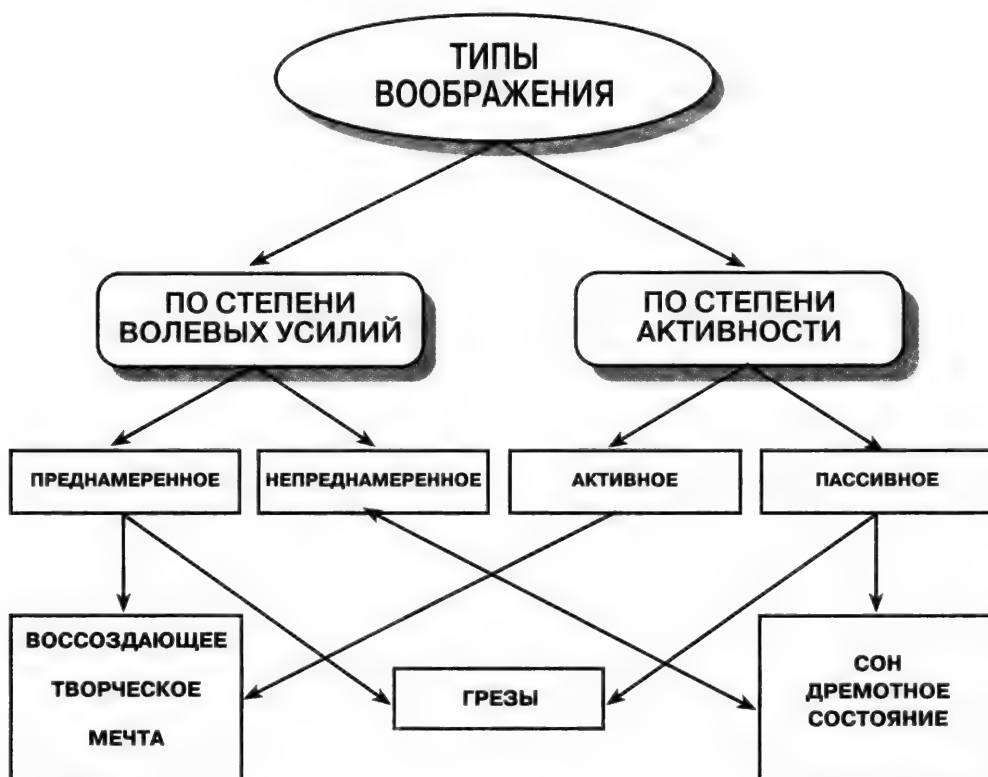 ТИПЫ
ВООБРАЖЕНИЯ
ПО СТЕПЕНИ
ВОЛЕВЫХ УСИЛИЙ
ПО СТЕПЕНИ
АКТИВНОСТИ
ПРЕДНАМЕРЕННОЕ
НЕПРЕДНАМЕРЕННОЕ
АКТИВНОЕ
ПАССИВНОЕ
ВОССОЗДАЮЩЕЕ
ТВОРЧЕСКОЕ
МЕЧТА
ГРЕЗЫ
СОН
ДРЕМОТНОЕ
СОСТОЯНИЕ